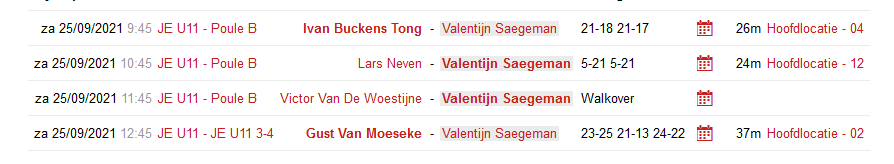 za 25/09/2021 9:45 JE U11 - Poule B Ivan Buckens Tong - Valentijn Saegeman 21-18 21-17 26m Hoofdlocatie - 04
za 25/09/2021 10:45 JE U11 - Poule B Lars Neven - Valentijn Saegeman 5-21 5-21 24m Hoofdlocatie - 12
za 25/09/2021 11:45 JE U11 - Poule B Victor Van De Woestijne - Valentijn Saegeman Walkover
za 25/09/2021 12:45 JE U11 - JE U11 3-4 Gust Van Moeseke - Valentijn Saegeman 23-25 21-13 24-22 37m Hoofdlocatie - 02